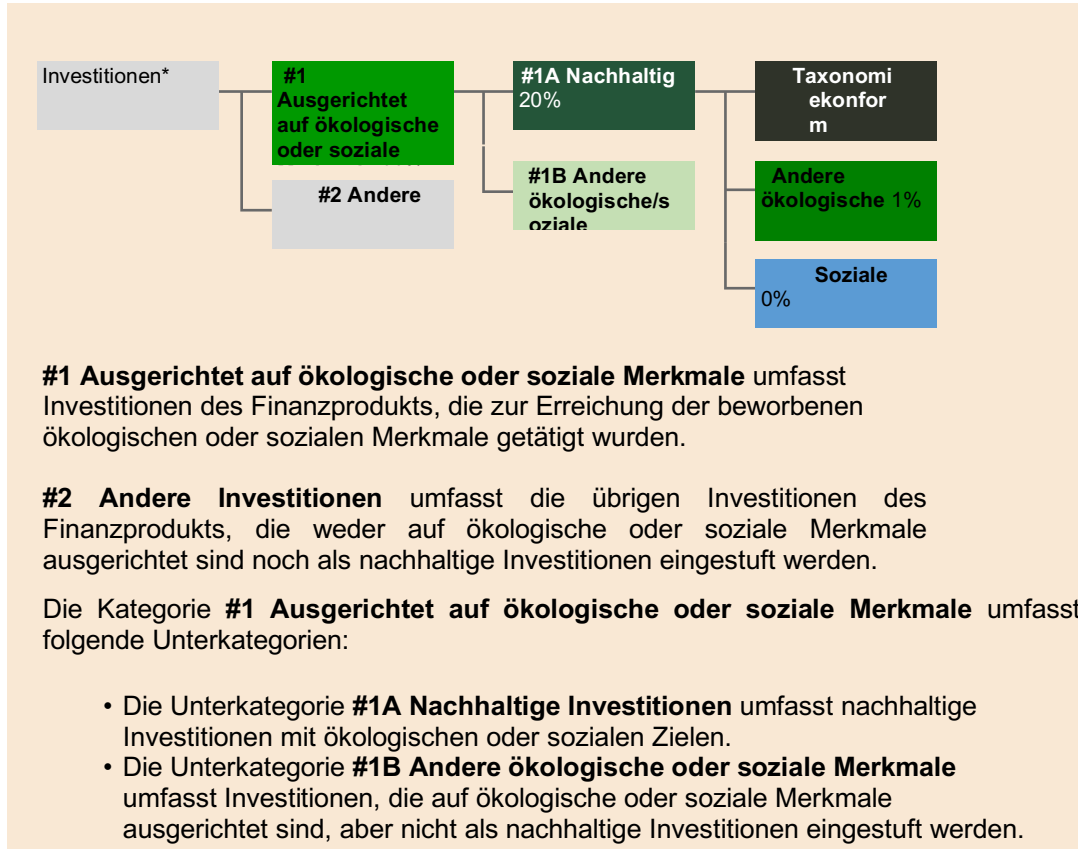 Investitionen*
#1
Ausgerichtet
auf ökologische
oder soziale
#2 Andere
#1A Nachhaltig
20%
#1B Andere
ökologische/s
oziale
Taxonomi
ekonfor
m
Andere
ökologische 1%
Soziale
0%
#1 Ausgerichtet auf ökologische oder soziale Merkmale umfasst
Investitionen des Finanzprodukts, die zur Erreichung der beworbenen
ökologischen oder sozialen Merkmale getätigt wurden.
#2 Andere Investitionen umfasst die übrigen Investitionen des
Finanzprodukts, die weder auf ökologische oder soziale Merkmale
ausgerichtet sind noch als nachhaltige Investitionen eingestuft werden.
Die Kategorie #1 Ausgerichtet auf ökologische oder soziale Merkmale umfasst
folgende Unterkategorien:
• Die Unterkategorie #1A Nachhaltige Investitionen umfasst nachhaltige
Investitionen mit ökologischen oder sozialen Zielen.
• Die Unterkategorie #1B Andere ökologische oder soziale Merkmale
umfasst Investitionen, die auf ökologische oder soziale Merkmale
ausgerichtet sind, aber nicht als nachhaltige Investitionen eingestuft werden.